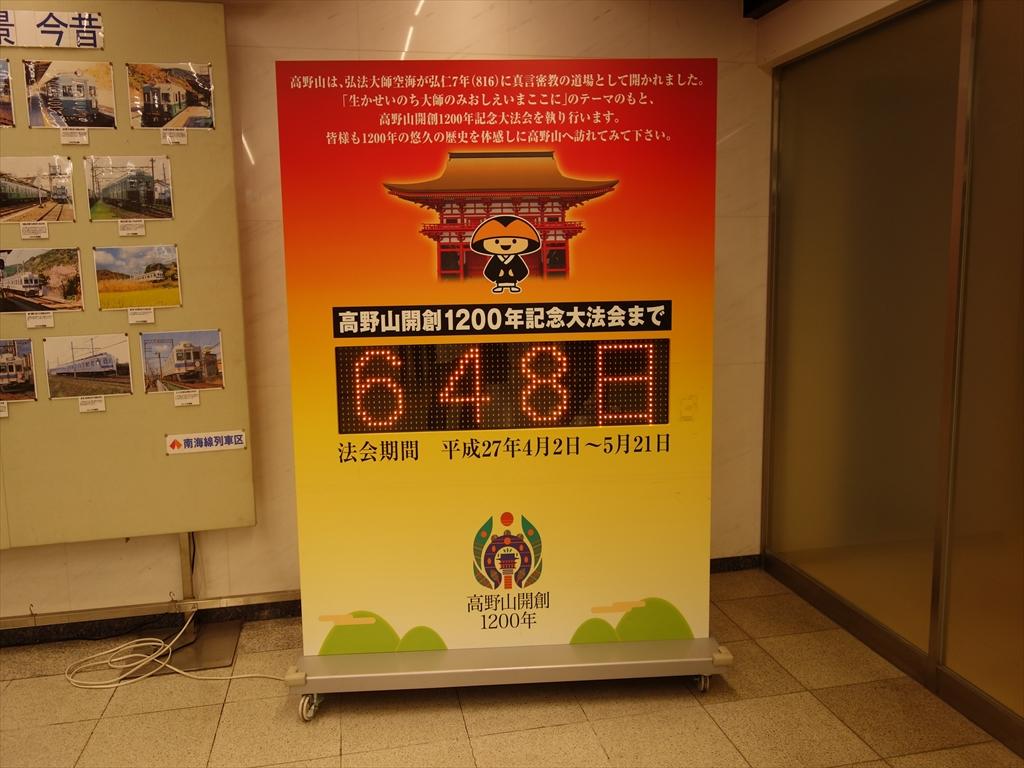 景 今昔
高野山は、弘法大師空海が弘仁7年(816)に真言密教の道場として開かれました。
「生かせいのち大師のみおしえいまここに」のテーマのもと、
高野山開創1200年記念大法会を執り行います。
皆様も1200年の悠久の歴史を体感しに高野山へ訪れてみて下さい。
高野山開創1200年記念大法会まで
648日
法会期間 平成27年4月2日～5月21日
高野山開創
1200年
南海線列車区